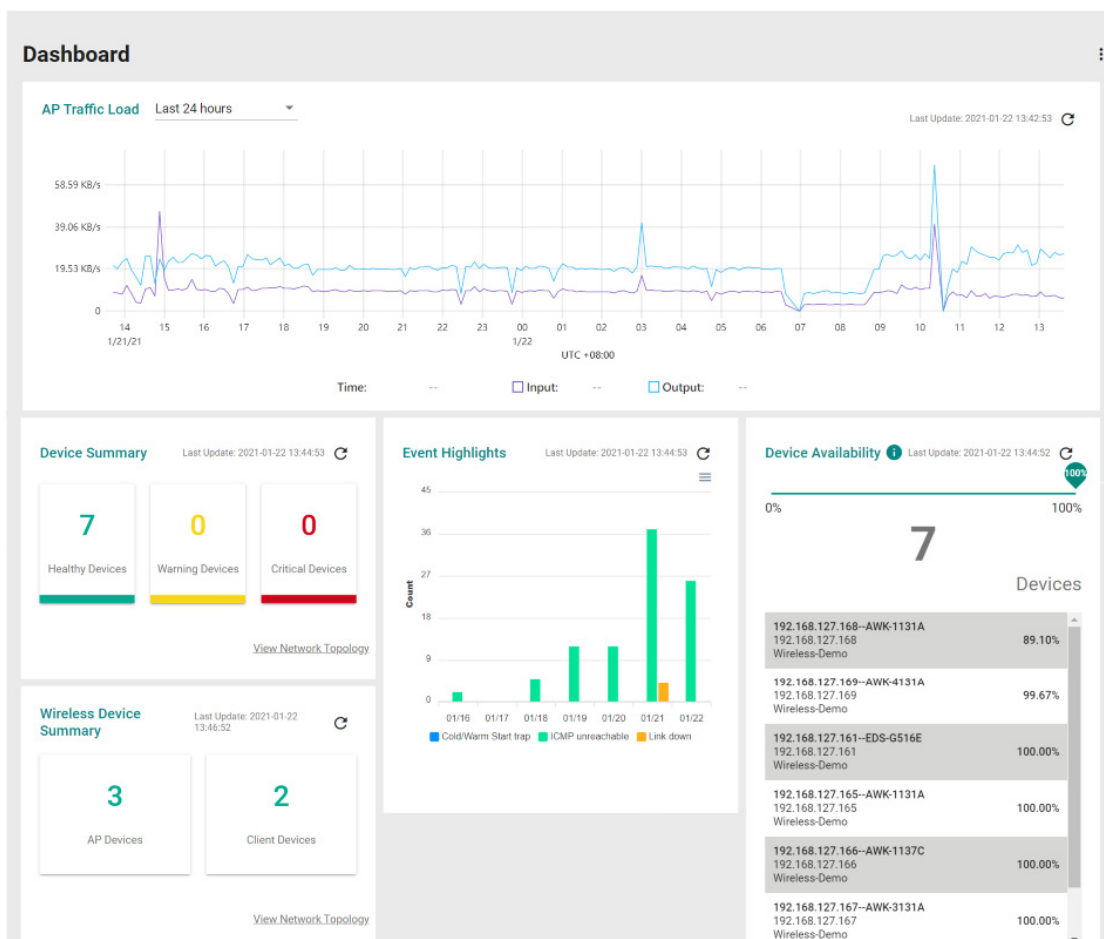 Dashboard
AP Traffic Load Last 24 hours
Last Update: 2021-01-22 13:42:53
58.59 KB/s
39.06 KB/s
19.53 KB/s
0
14 15 16 17 18 19 20 21 22 23 00 01 02 03 04 05 06 07 08 09 10 11 12 13
1/21/21 1/22
UTC +08:00
Time: -- Input: -- Output: --
Device Summary Last Update: 2021-01-22 13:44:53
7 0 0
Healthy Devices Warning Devices Critical Devices
View Network Topology
Wireless Device Summary
Last Update: 2021-01-22
13:46:52
3 2
AP Devices Client Devices
View Network Topology
Event Highlights Last Update: 2021-01-22 13:44:53
45
36
27
18
9
0
Count
01/16 01/17 01/18 01/19 01/20 01/21 01/22
Cold/Warm Start trap ICMP unreachable Link down
Device Availability Last Update: 2021-01-22 13:44:52
100%
0% 100%
7
Devices
192.168.127.168--AWK-1131A
192.168.127.168 89.10%
Wireless-Demo
192.168.127.169--AWK-4131A
192.168.127.169 99.67%
Wireless-Demo
192.168.127.161--EDS-G516E
192.168.127.161 100.00%
Wireless-Demo
192.168.127.165--AWK-1131A
192.168.127.165 100.00%
Wireless-Demo
192.168.127.166--AWK-1137C
192.168.127.166 100.00%
Wireless-Demo
192.168.127.167--AWK-3131A
192.168.127.167 100.00%
Wireless-Demo